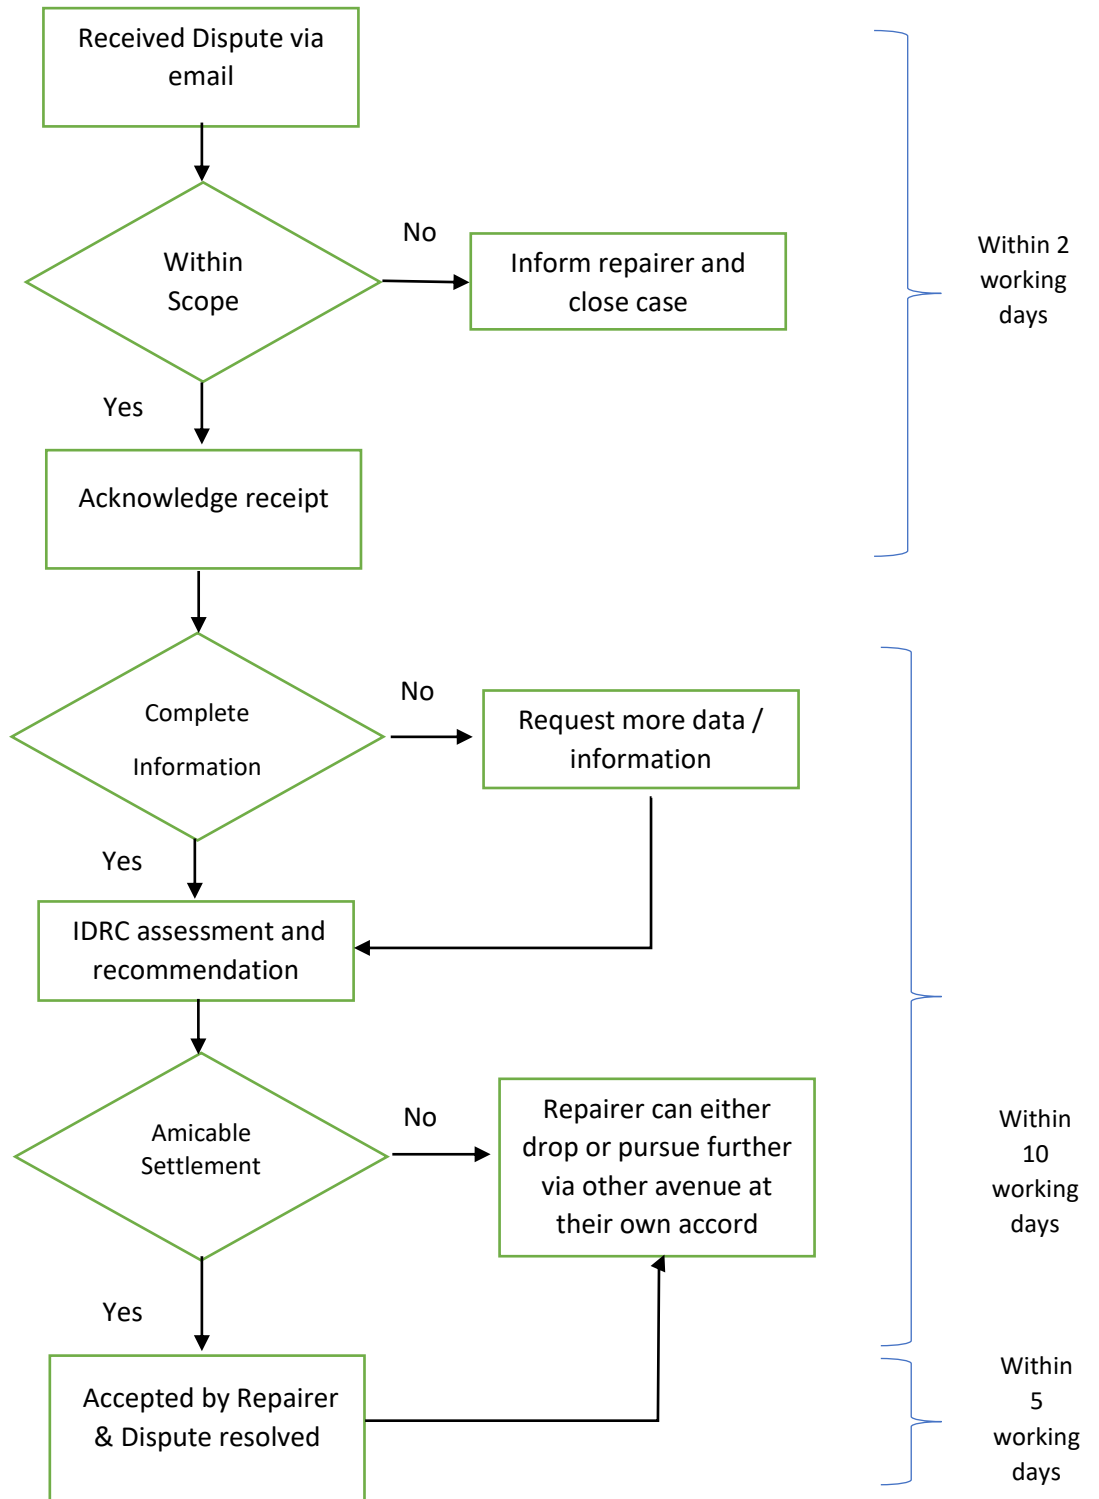 Received Dispute via
email
Within
Scope
No
Inform repairer and
close case
Within 2
working
days
Yes
Acknowledge receipt
Complete
Information
No
Request more data /
information
Yes
IDRC assessment and
recommendation
Amicable
Settlement
No
Repairer can either
drop or pursue further
via other avenue at
their own accord
Within
10
working
days
Yes
Accepted by Repairer
& Dispute resolved
Within
5
working
days